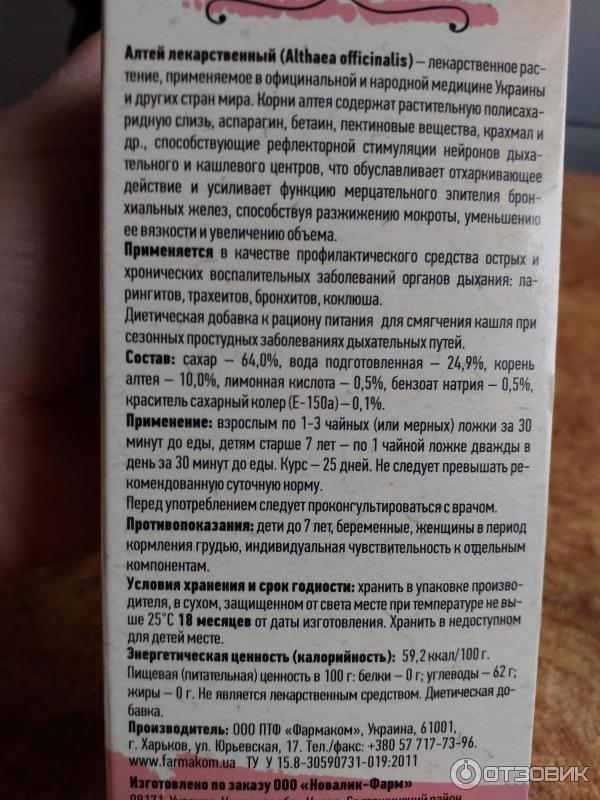 Алтей лекарственный (Althaea officinalis) – лекарственное рас-
тение, применяемое в официнальной и народной медицине Украины
и других стран мира. Корни алтея содержат растительную полисаха-
ридную слизь, аспарагин, бетаин, пектиновые вещества, крахмал и
др., способствующие рефлекторной стимуляции нейронов дыха-
тельного и кашлевого центров, что обуславливает отхаркивающее
действие и усиливает функцию мерцательного эпителия брон-
хиальных желез, способствуя разжижению мокроты, уменьшению
ее вязкости и увеличению объема.
Применяется в качестве профилактического средства острых и
хронических воспалительных заболеваний органов дыхания: ла-
рингитов, трахеитов, бронхитов, коклюша.
Диетическая добавка к рациону питания для смягчения кашля при
сезонных простудных заболеваниях дыхательных путей.
Состав: сахар – 64,0%, вода подготовленная – 24,9%, корень
алтея – 10,0%, лимонная кислота – 0,5%, бензоат натрия – 0,5%,
краситель сахарный колер (Е-150а) – 0,1%.
Применение: взрослым по 1-3 чайных (или мерных) ложки за 30
минут до еды, детям старше 7 лет – по 1 чайной ложке дважды в
день за 30 минут до еды. Курс – 25 дней. Не следует превышать ре-
комендованную суточную норму.
Перед употреблением следует проконсультироваться с врачом.
Противопоказания: дети до 7 лет, беременные, женщины в период
кормления грудью, индивидуальная чувствительность к отдельным
компонентам.
Условия хранения и срок годности: хранить в упаковке произво-
дителя, в сухом, защищенном от света месте при температуре не вы-
ше 25°С 18 месяцев от даты изготовления. Хранить в недоступном
для детей месте.
Энергетическая ценность (калорийность): 59,2 ккал/100 г.
Пищевая (питательная) ценность в 100 г: белки – 0 г; углеводы – 62 г;
жиры – 0 г. Не является лекарственным средством. Диетическая до-
бавка.
Производитель: ООО ПТФ «Фармаком», Украина, 61001,
г. Харьков, ул. Юрьевская, 17. Тел./факс: +380 57 717-73-96.
www.farmakom.ua ТУ У 15.8-30590731-019:2011
Изготовлено по заказу ООО «Новалик-Фарм»
08171, Украина
отзовик